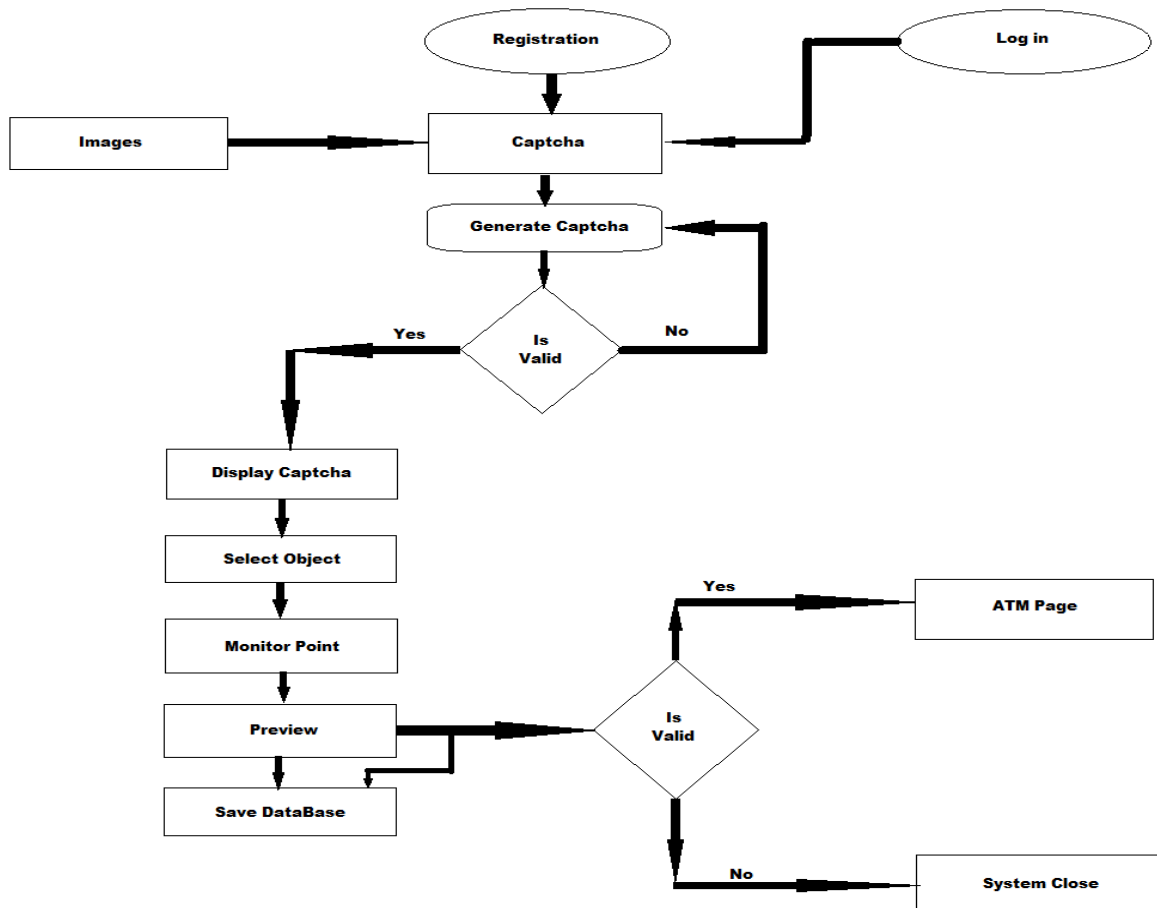 Registration
Log in
Images
Captcha
Generate Captcha
Is
Valid
Yes
No
Display Captcha
Select Object
Monitor Point
Preview
Save DataBase
Is
Valid
Yes
ATM Page
No
System Close